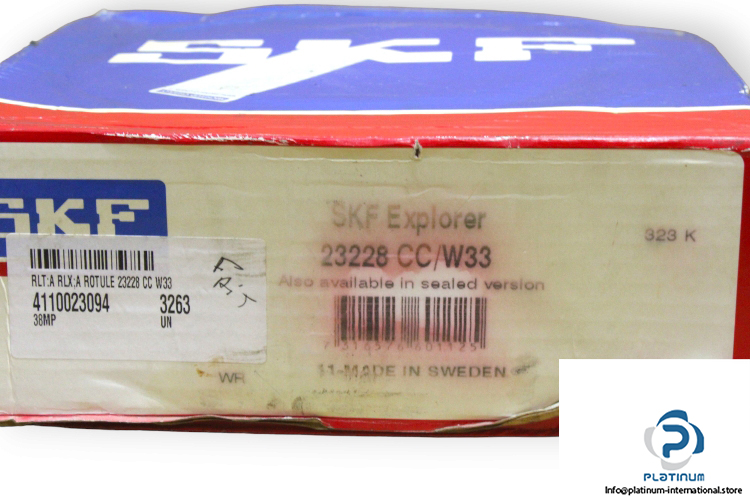 SKF
SKF
SKF Explorer
23228 CC/W33
Also available in sealed version
323 K
RLT:A RLX;A ROTULE 23228 CC W33
4110023094 3263
38MP UN
WR
11-MADE IN SWEDEN
PLATINUM
Info@platinum-international.store